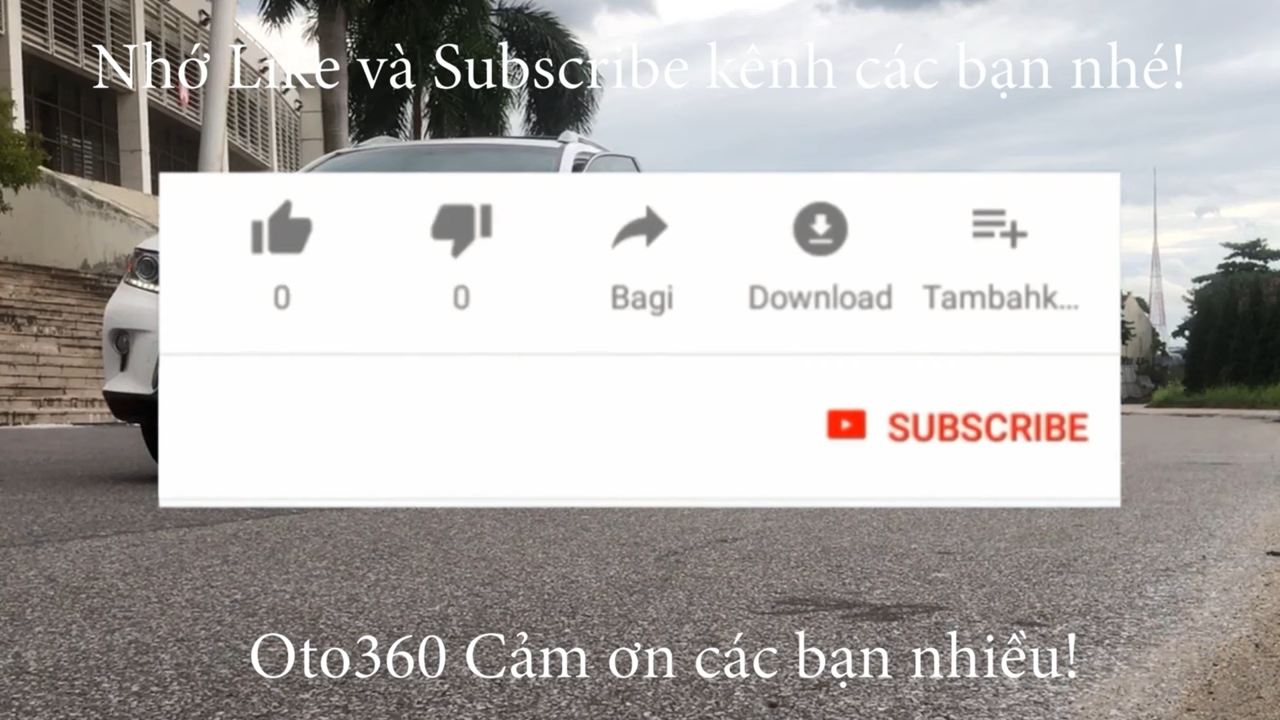 Nhớ Like và Subscribe kênh các bạn nhé!
0 0 Bagi Download Tambahk...
SUBSCRIBE
Oto360 Cảm ơn các bạn nhiều!